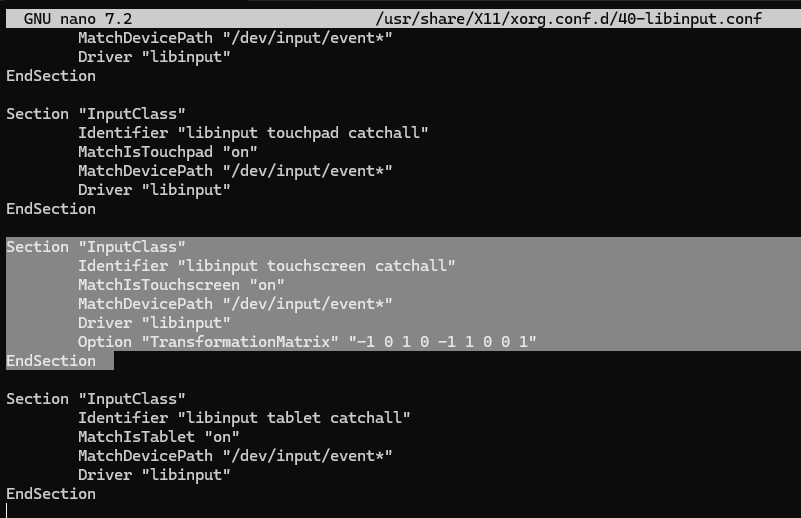 GNU nano 7.2 /usr/share/X11/xorg.conf.d/40-libinput.conf
MatchDevicePath "/dev/input/event*"
Driver "libinput"
EndSection
Section "InputClass"
Identifier "libinput touchpad catchall"
MatchIsTouchpad "on"
MatchDevicePath "/dev/input/event*"
Driver "libinput"
EndSection
Section "InputClass"
Identifier "libinput touchscreen catchall"
MatchIsTouchscreen "on"
MatchDevicePath "/dev/input/event*"
Driver "libinput"
Option "TransformationMatrix" "-1 0 1 0 -1 1 0 0 1"
EndSection
Section "InputClass"
Identifier "libinput tablet catchall"
MatchIsTablet "on"
MatchDevicePath "/dev/input/event*"
Driver "libinput"
EndSection